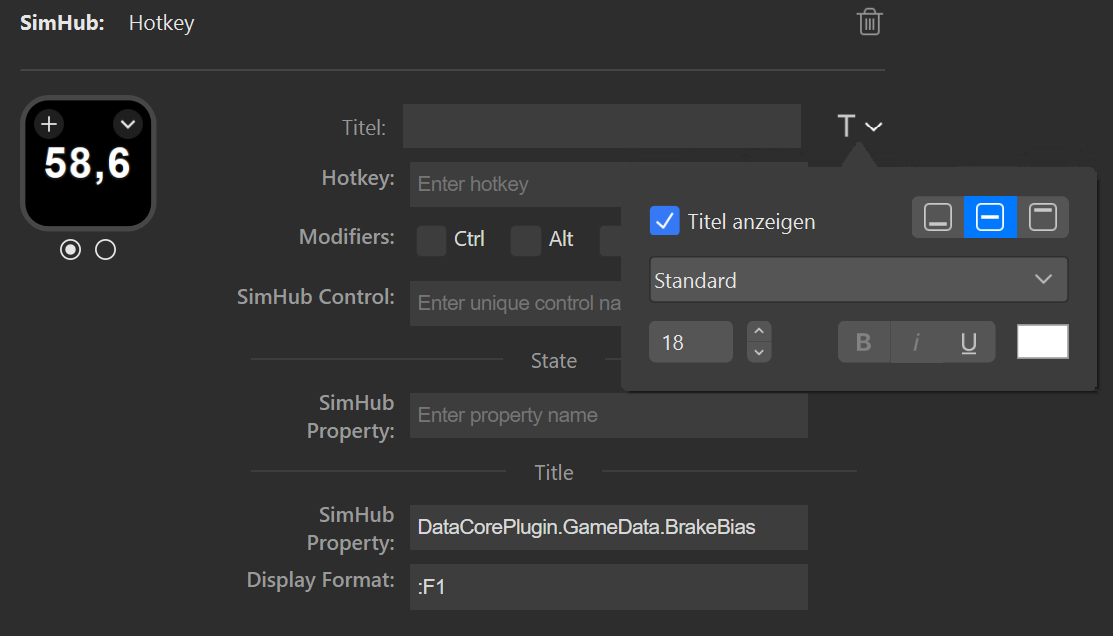 SimHub: Hotkey
58,6
Titel:
T
Hotkey: Enter hotkey
Titel anzeigen
Modifiers: Ctrl Alt
Standard
SimHub Control: Enter unique control na
18 B i U
State
SimHub
Property: Enter property name
Title
SimHub
Property: DataCorePlugin.GameData.BrakeBias
Display Format: :F1